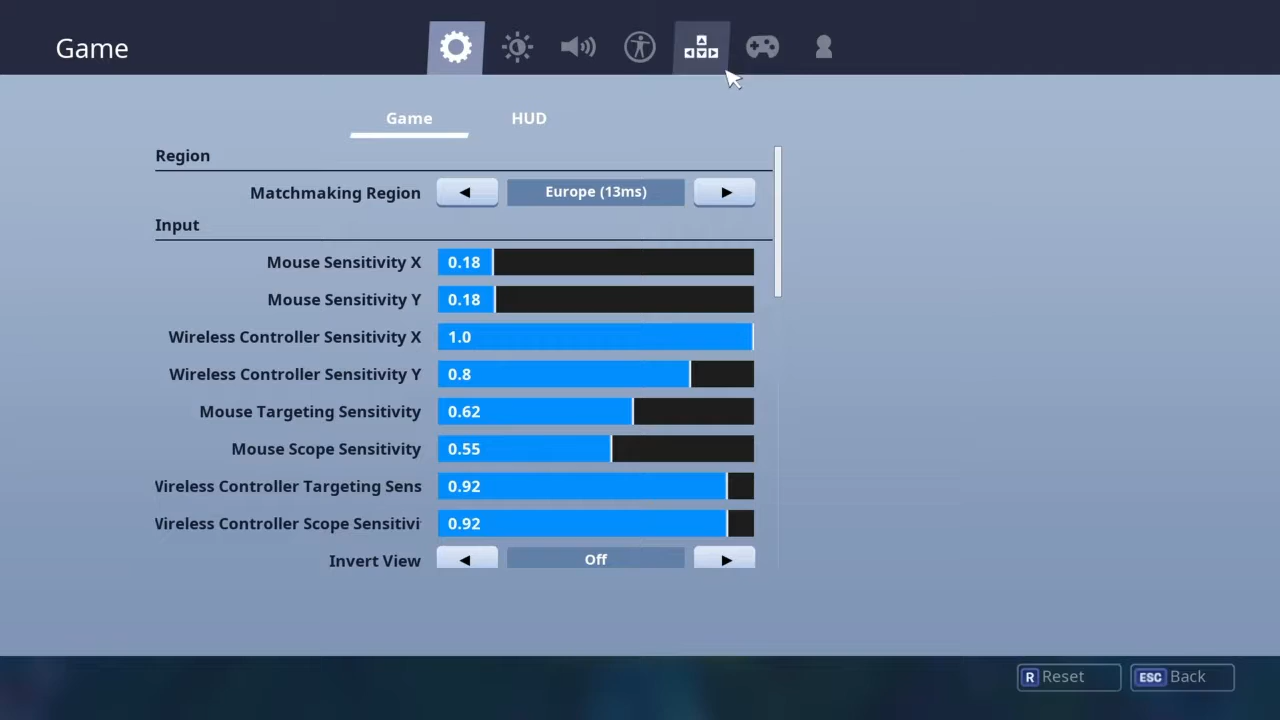 Game
Game HUD
Region
Matchmaking Region Europe (13ms)
Input
Mouse Sensitivity X 0.18
Mouse Sensitivity Y 0.18
Wireless Controller Sensitivity X 1.0
Wireless Controller Sensitivity Y 0.8
Mouse Targeting Sensitivity 0.62
Mouse Scope Sensitivity 0.55
Wireless Controller Targeting Sens 0.92
Wireless Controller Scope Sensitivi 0.92
Invert View Off
R Reset ESC Back